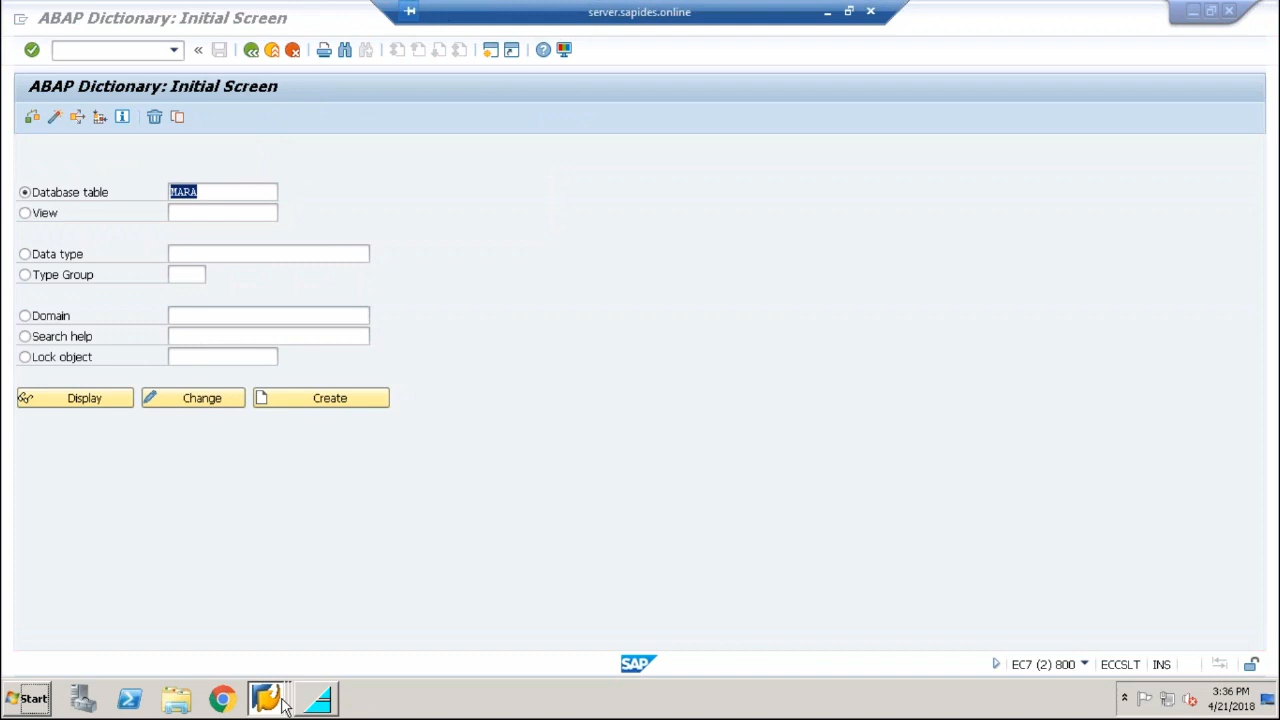 ABAP Dictionary: Initial Screen
server.sapides.online
ABAP Dictionary: Initial Screen
Database table MARA
View
Data type
Type Group
Domain
Search help
Lock object
Display Change Create
SAP
EC7 (2) 800 ECCSLT INS
Start
3:36 PM
4/21/2018